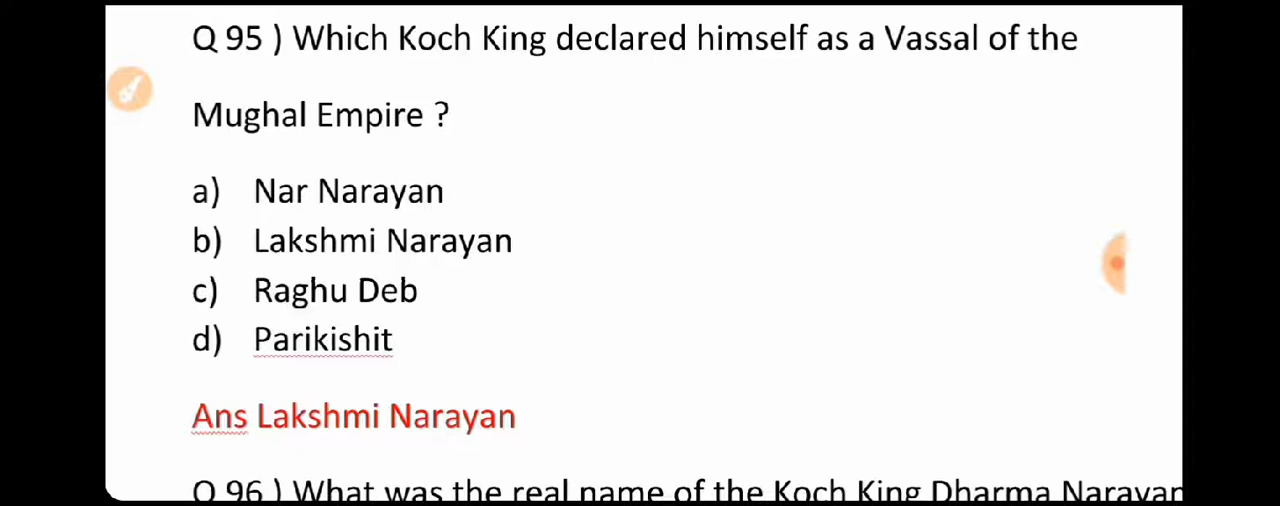 Q 95 ) Which Koch King declared himself as a Vassal of the
Mughal Empire ?
a) Nar Narayan
b) Lakshmi Narayan
c) Raghu Deb
d) Parikishit
Ans Lakshmi Narayan
Q 96 ) What was the real name of the Koch King Dharma Narayan